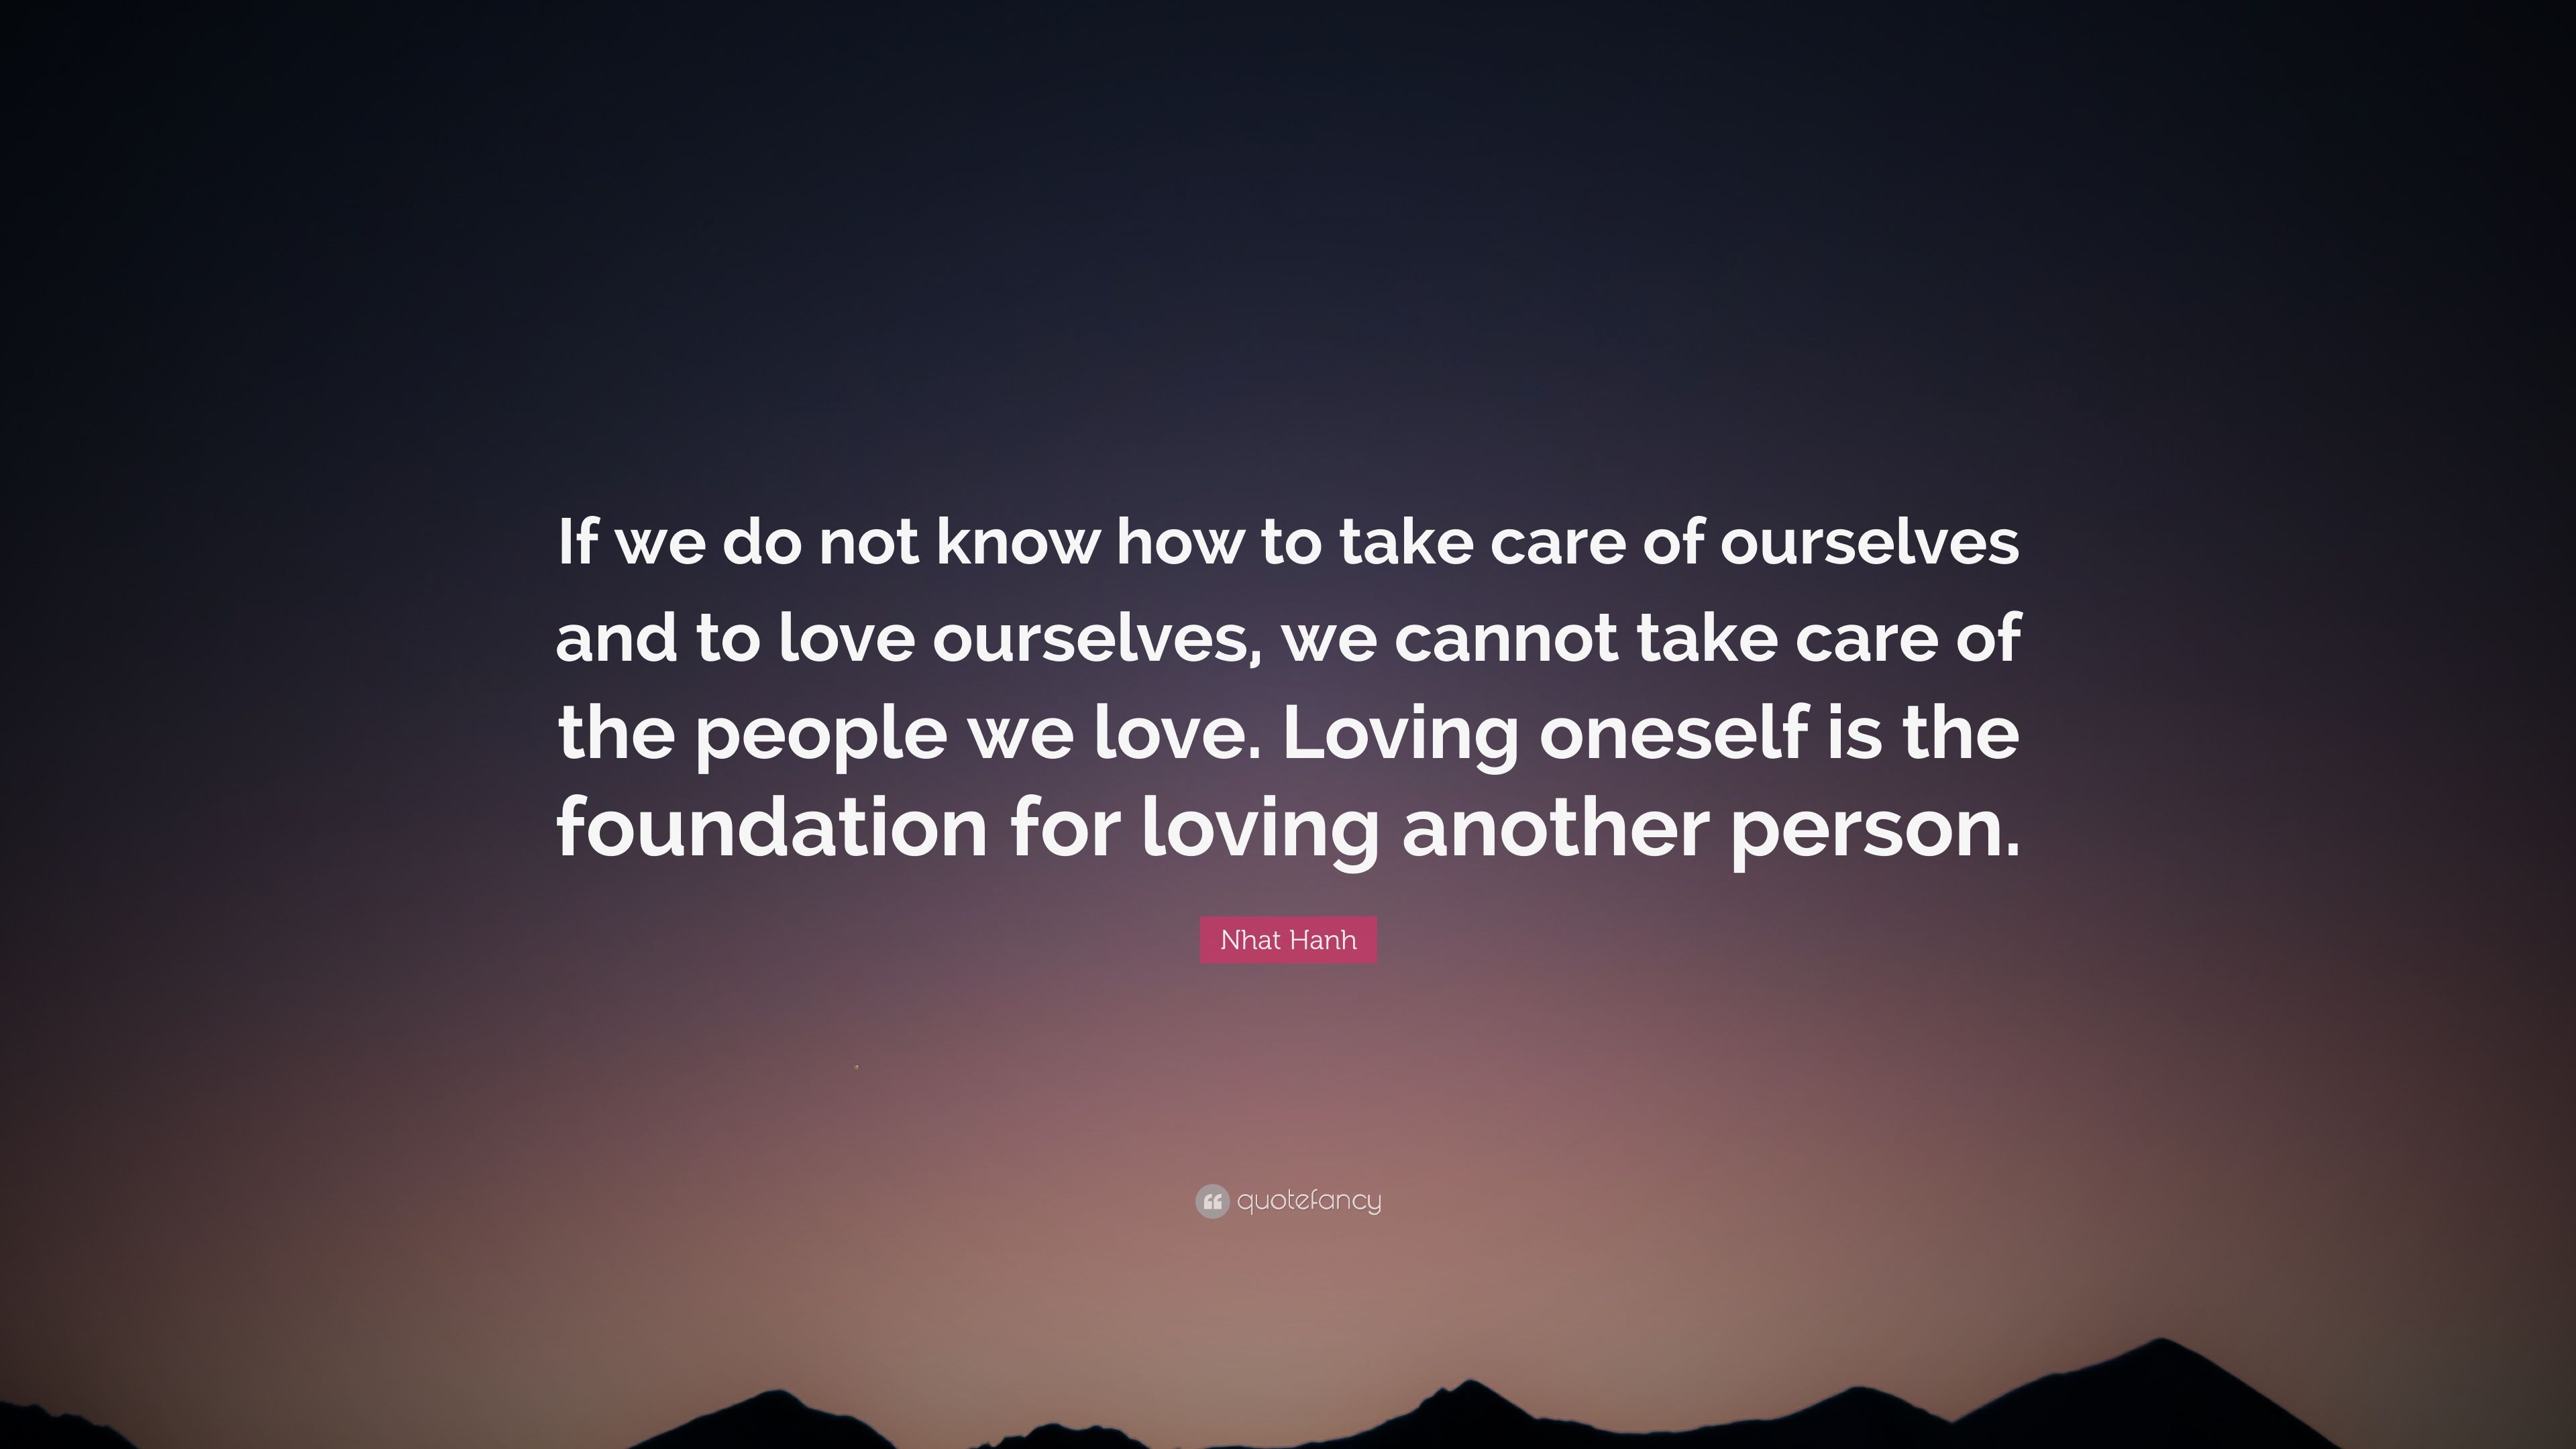 If we do not know how to take care of ourselves
and to love ourselves, we cannot take care of
the people we love. Loving oneself is the
foundation for loving another person.
Nhat Hanh
quotefancy